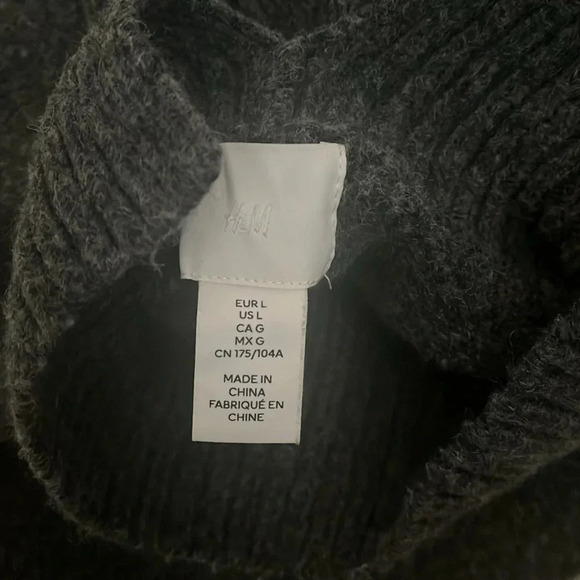 H&M
EUR L
US L
CA G
MX G
CN 175/104A
MADE IN
CHINA
FABRIQUÉ EN
CHINE